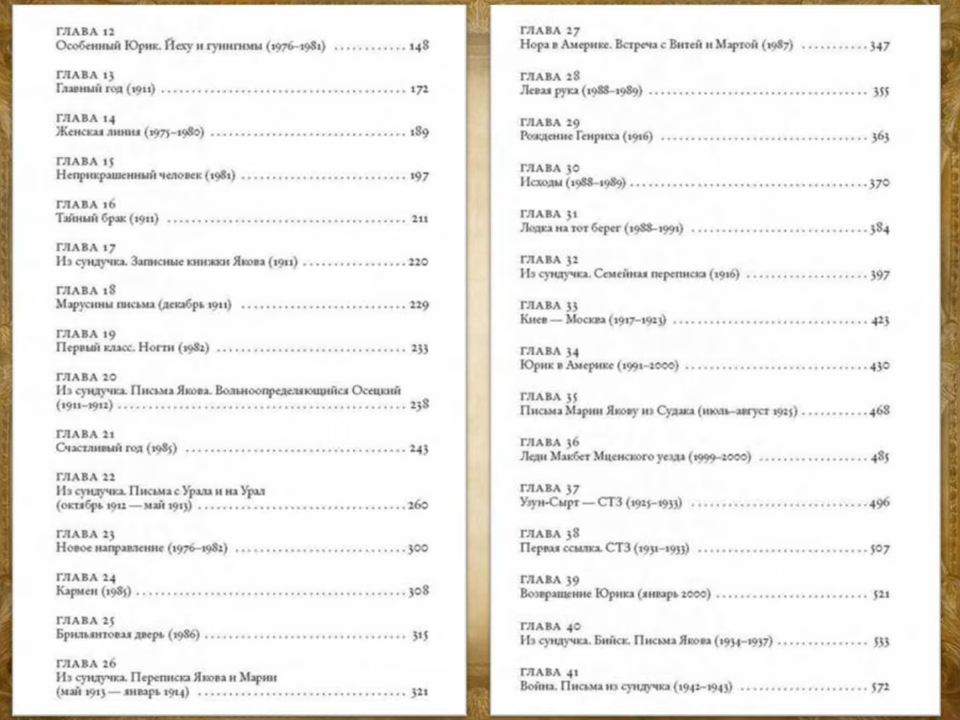 ГЛАВА 12
Особенный Юрик. Йеху и гуингимы (1976–1981) .................. 148
ГЛАВА 13
Главный год (1911) .................. 172
ГЛАВА 14
Женская линия (1975–1980) .................. 189
ГЛАВА 15
Неприкрашенный человек (1981) .................. 197
ГЛАВА 16
Тайный брак (1911) .................. 211
ГЛАВА 17
Из сундучка. Записные книжки Якова (1911) .................. 220
ГЛАВА 18
Марусины письма (декабрь 1911) .................. 229
ГЛАВА 19
Первый класс. Ногти (1982) .................. 233
ГЛАВА 20
Из сундучка. Письма Якова. Вольноопределяющийся Осецкий
(1911–1912) .................. 238
ГЛАВА 21
Счастливый год (1985) .................. 243
ГЛАВА 22
Из сундучка. Письма с Урала и на Урал
(октябрь 1912 — май 1913) .................. 260
ГЛАВА 23
Новое направление (1976–1982) .................. 300
ГЛАВА 24
Кармен (1985) .................. 308
ГЛАВА 25
Брильянтовая дверь (1986) .................. 315
ГЛАВА 26
Из сундучка. Переписка Якова и Марии
(май 1913 — январь 1914) .................. 321
ГЛАВА 27
Нора в Америке. Встреча с Витей и Мартой (1987) .................. 347
ГЛАВА 28
Левая рука (1988–1989) .................. 355
ГЛАВА 29
Рождение Генриха (1916) .................. 363
ГЛАВА 30
Исходы (1988–1989) .................. 370
ГЛАВА 31
Лодка на тот берег (1988–1991) .................. 384
ГЛАВА 32
Из сундучка. Семейная переписка (1916) .................. 397
ГЛАВА 33
Киев — Москва (1917–1923) .................. 423
ГЛАВА 34
Юрик в Америке (1991–2000) .................. 430
ГЛАВА 35
Письма Марии Якову из Судака (июль–август 1925) .................. 468
ГЛАВА 36
Леди Макбет Мценского уезда (1999–2000) .................. 485
ГЛАВА 37
Узун-Сырт — СТЗ (1925–1933) .................. 496
ГЛАВА 38
Первая ссылка. СТЗ (1931–1933) .................. 507
ГЛАВА 39
Возвращение Юрика (январь 2000) .................. 521
ГЛАВА 40
Из сундучка. Бийск. Письма Якова (1934–1937) .................. 533
ГЛАВА 41
Война. Письма из сундучка (1942–1943) .................. 572